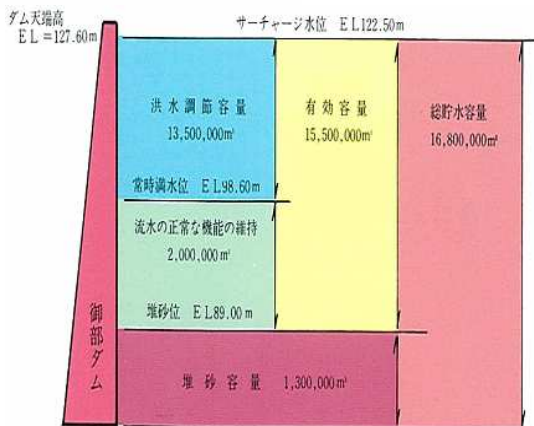 ダム天端高
EL=127.60m
サーチャージ水位 EL122.50m
洪水調節容量
13,500,000㎥
有効容量
15,500,000㎥
総貯水容量
16,800,000㎥
常時満水位 EL98.60m
流水の正常な機能の維持
2,000,000㎥
堆砂位 EL89.00m
御部ダム
堆砂容量 1,300,000㎥